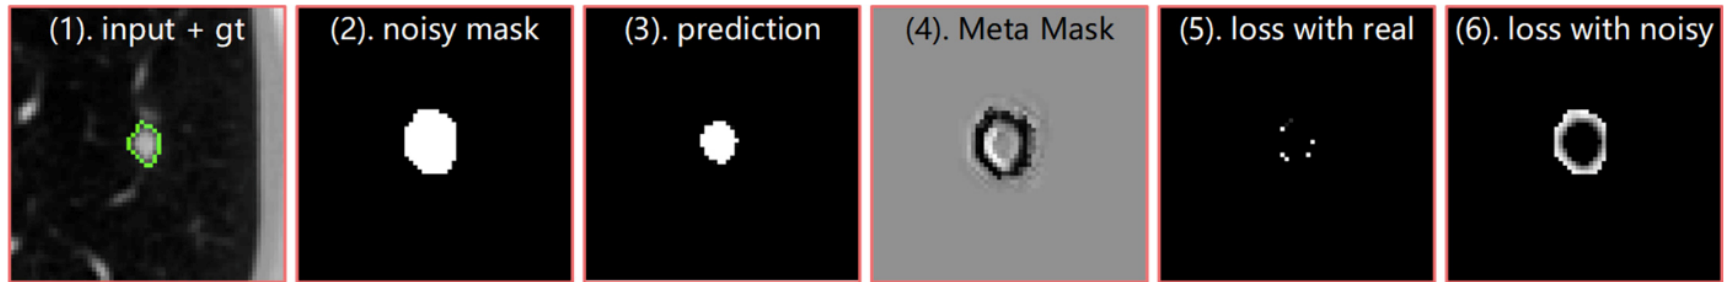 (1). input + gt
(2). noisy mask
(3). prediction
(4). Meta Mask
(5). loss with real
(6). loss with noisy